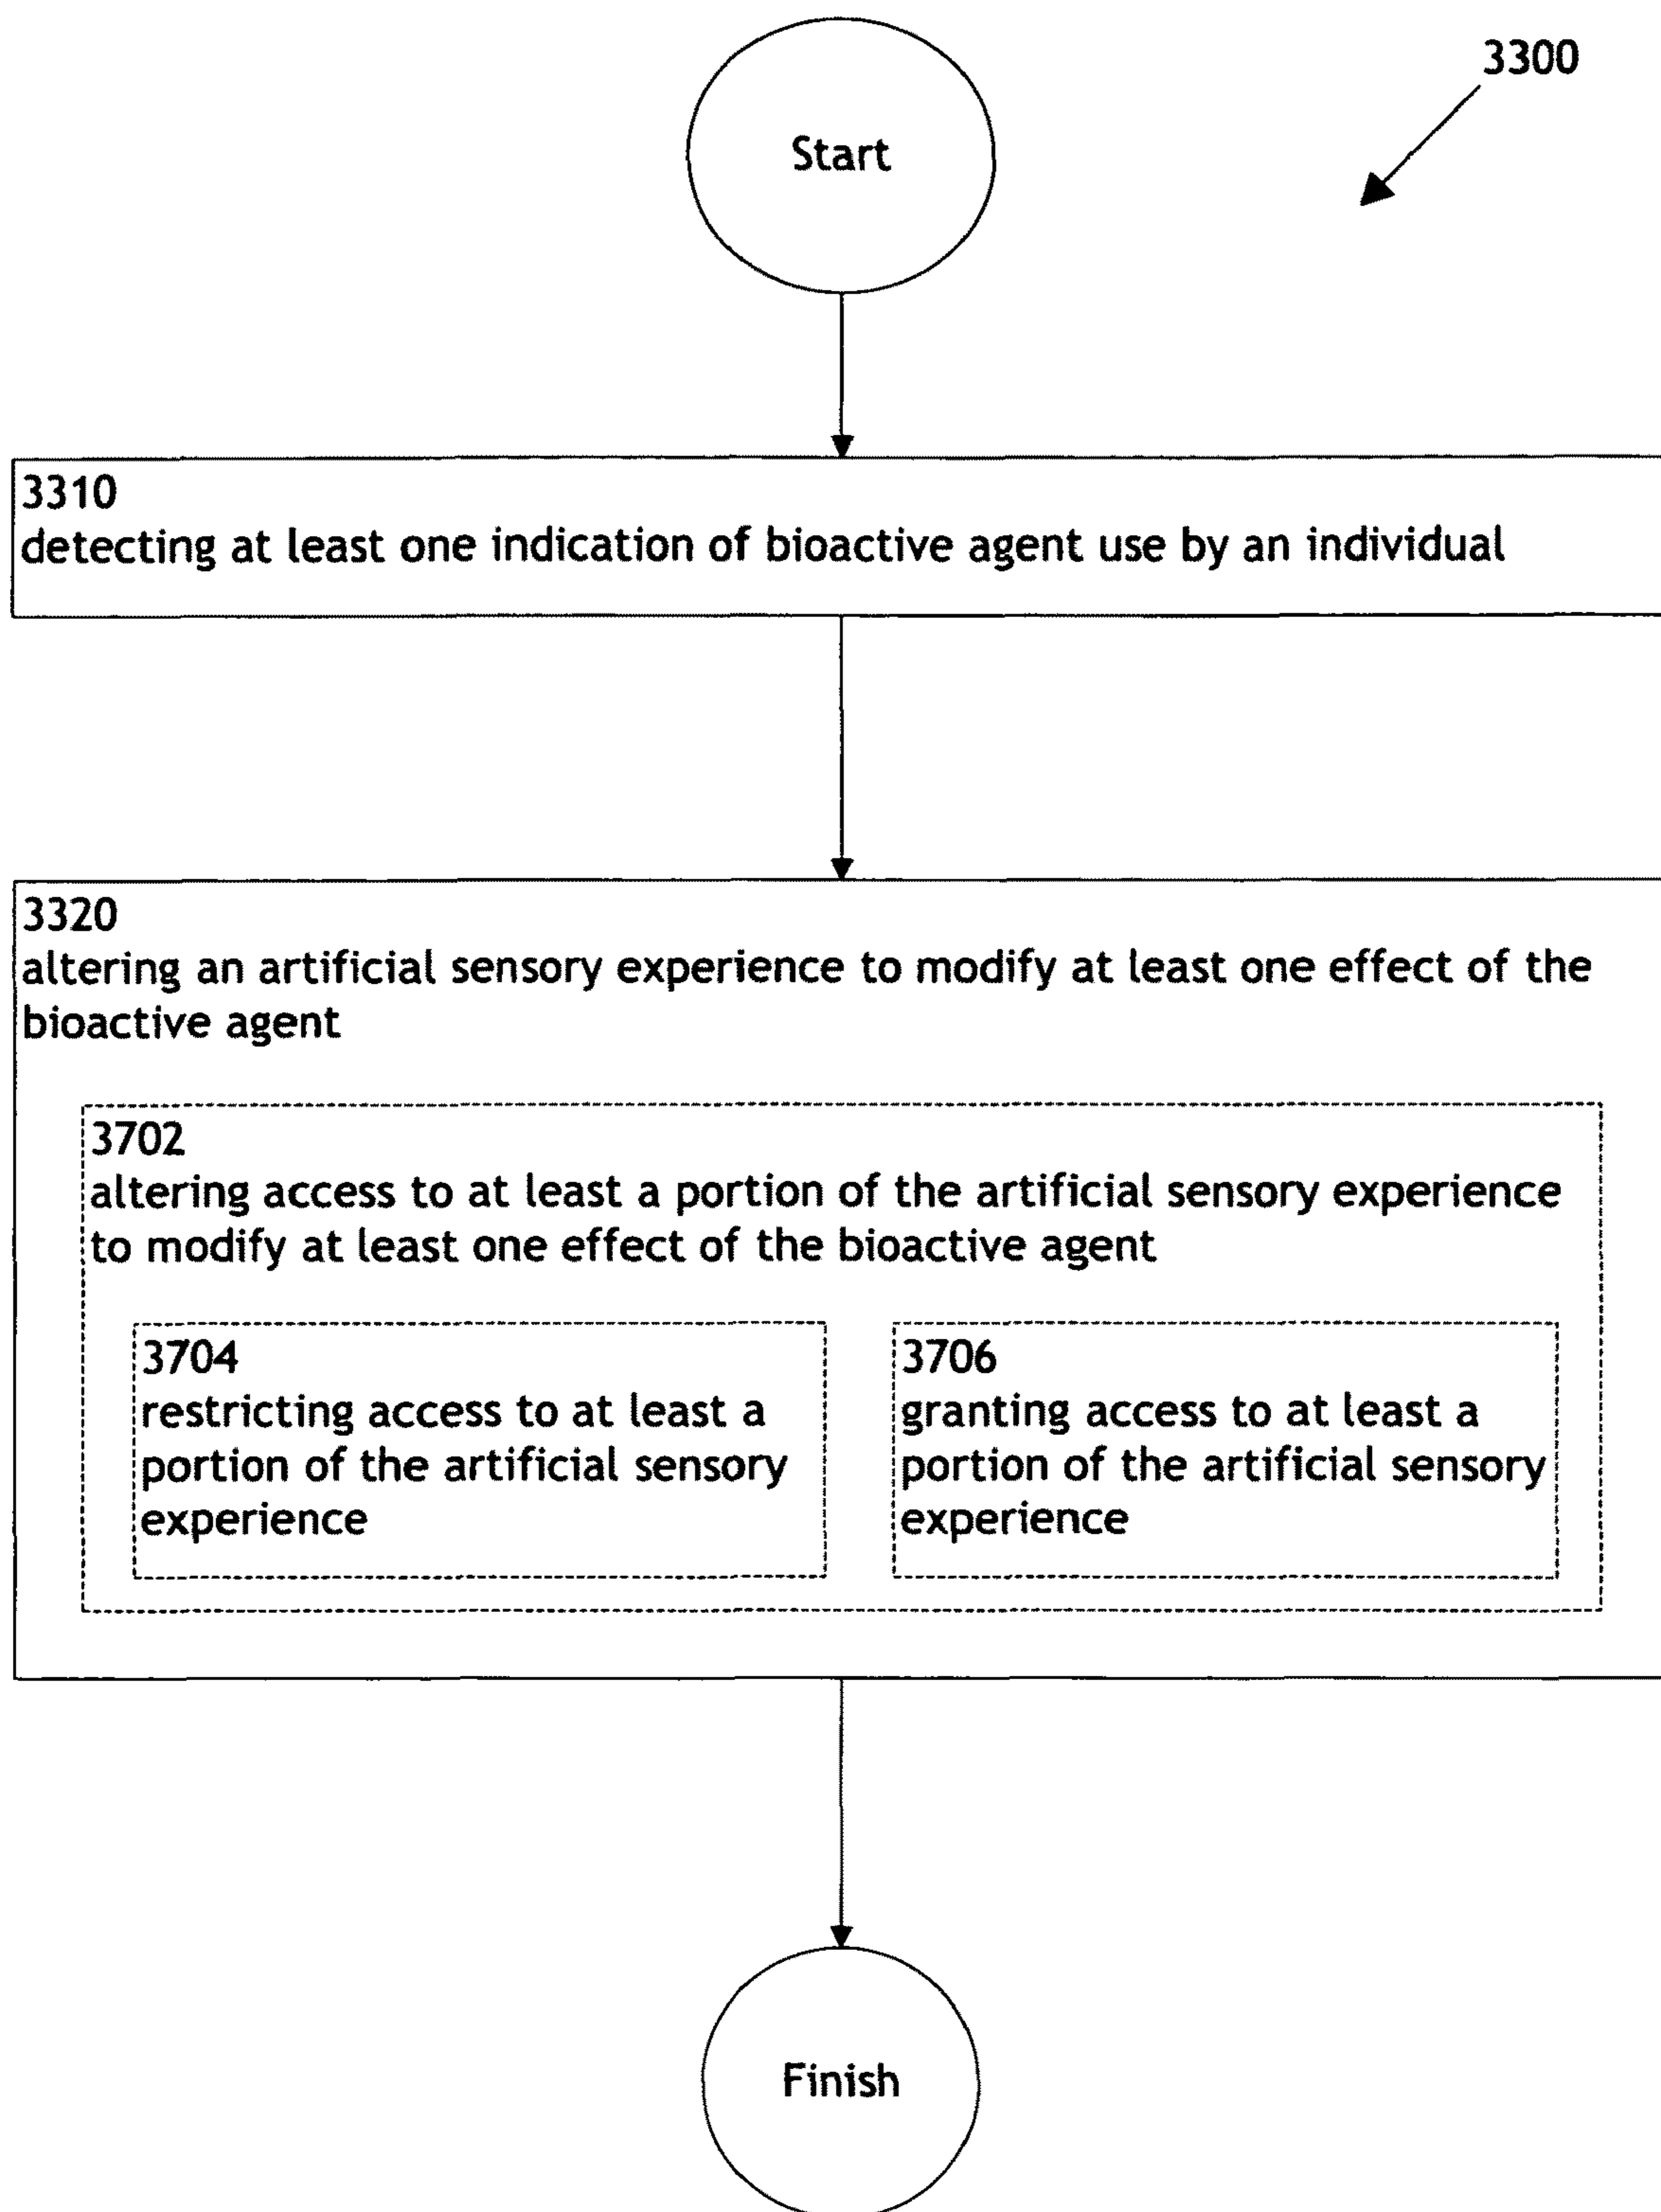 3300
Start
3310
detecting at least one indication of bioactive agent use by an individual
3320
altering an artificial sensory experience to modify at least one effect of the
bioactive agent
3702
altering access to at least a portion of the artificial sensory experience
to modify at least one effect of the bioactive agent
3704
restricting access to at least a
portion of the artificial sensory
experience
3706
granting access to at least a
portion of the artificial sensory
experience
Finish